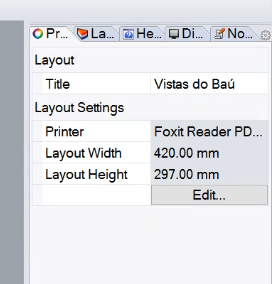 Pr... La... He... Di... No...
Layout
Title Vistas do Baú
Layout Settings
Printer Foxit Reader PD...
Layout Width 420.00 mm
Layout Height 297.00 mm
Edit...